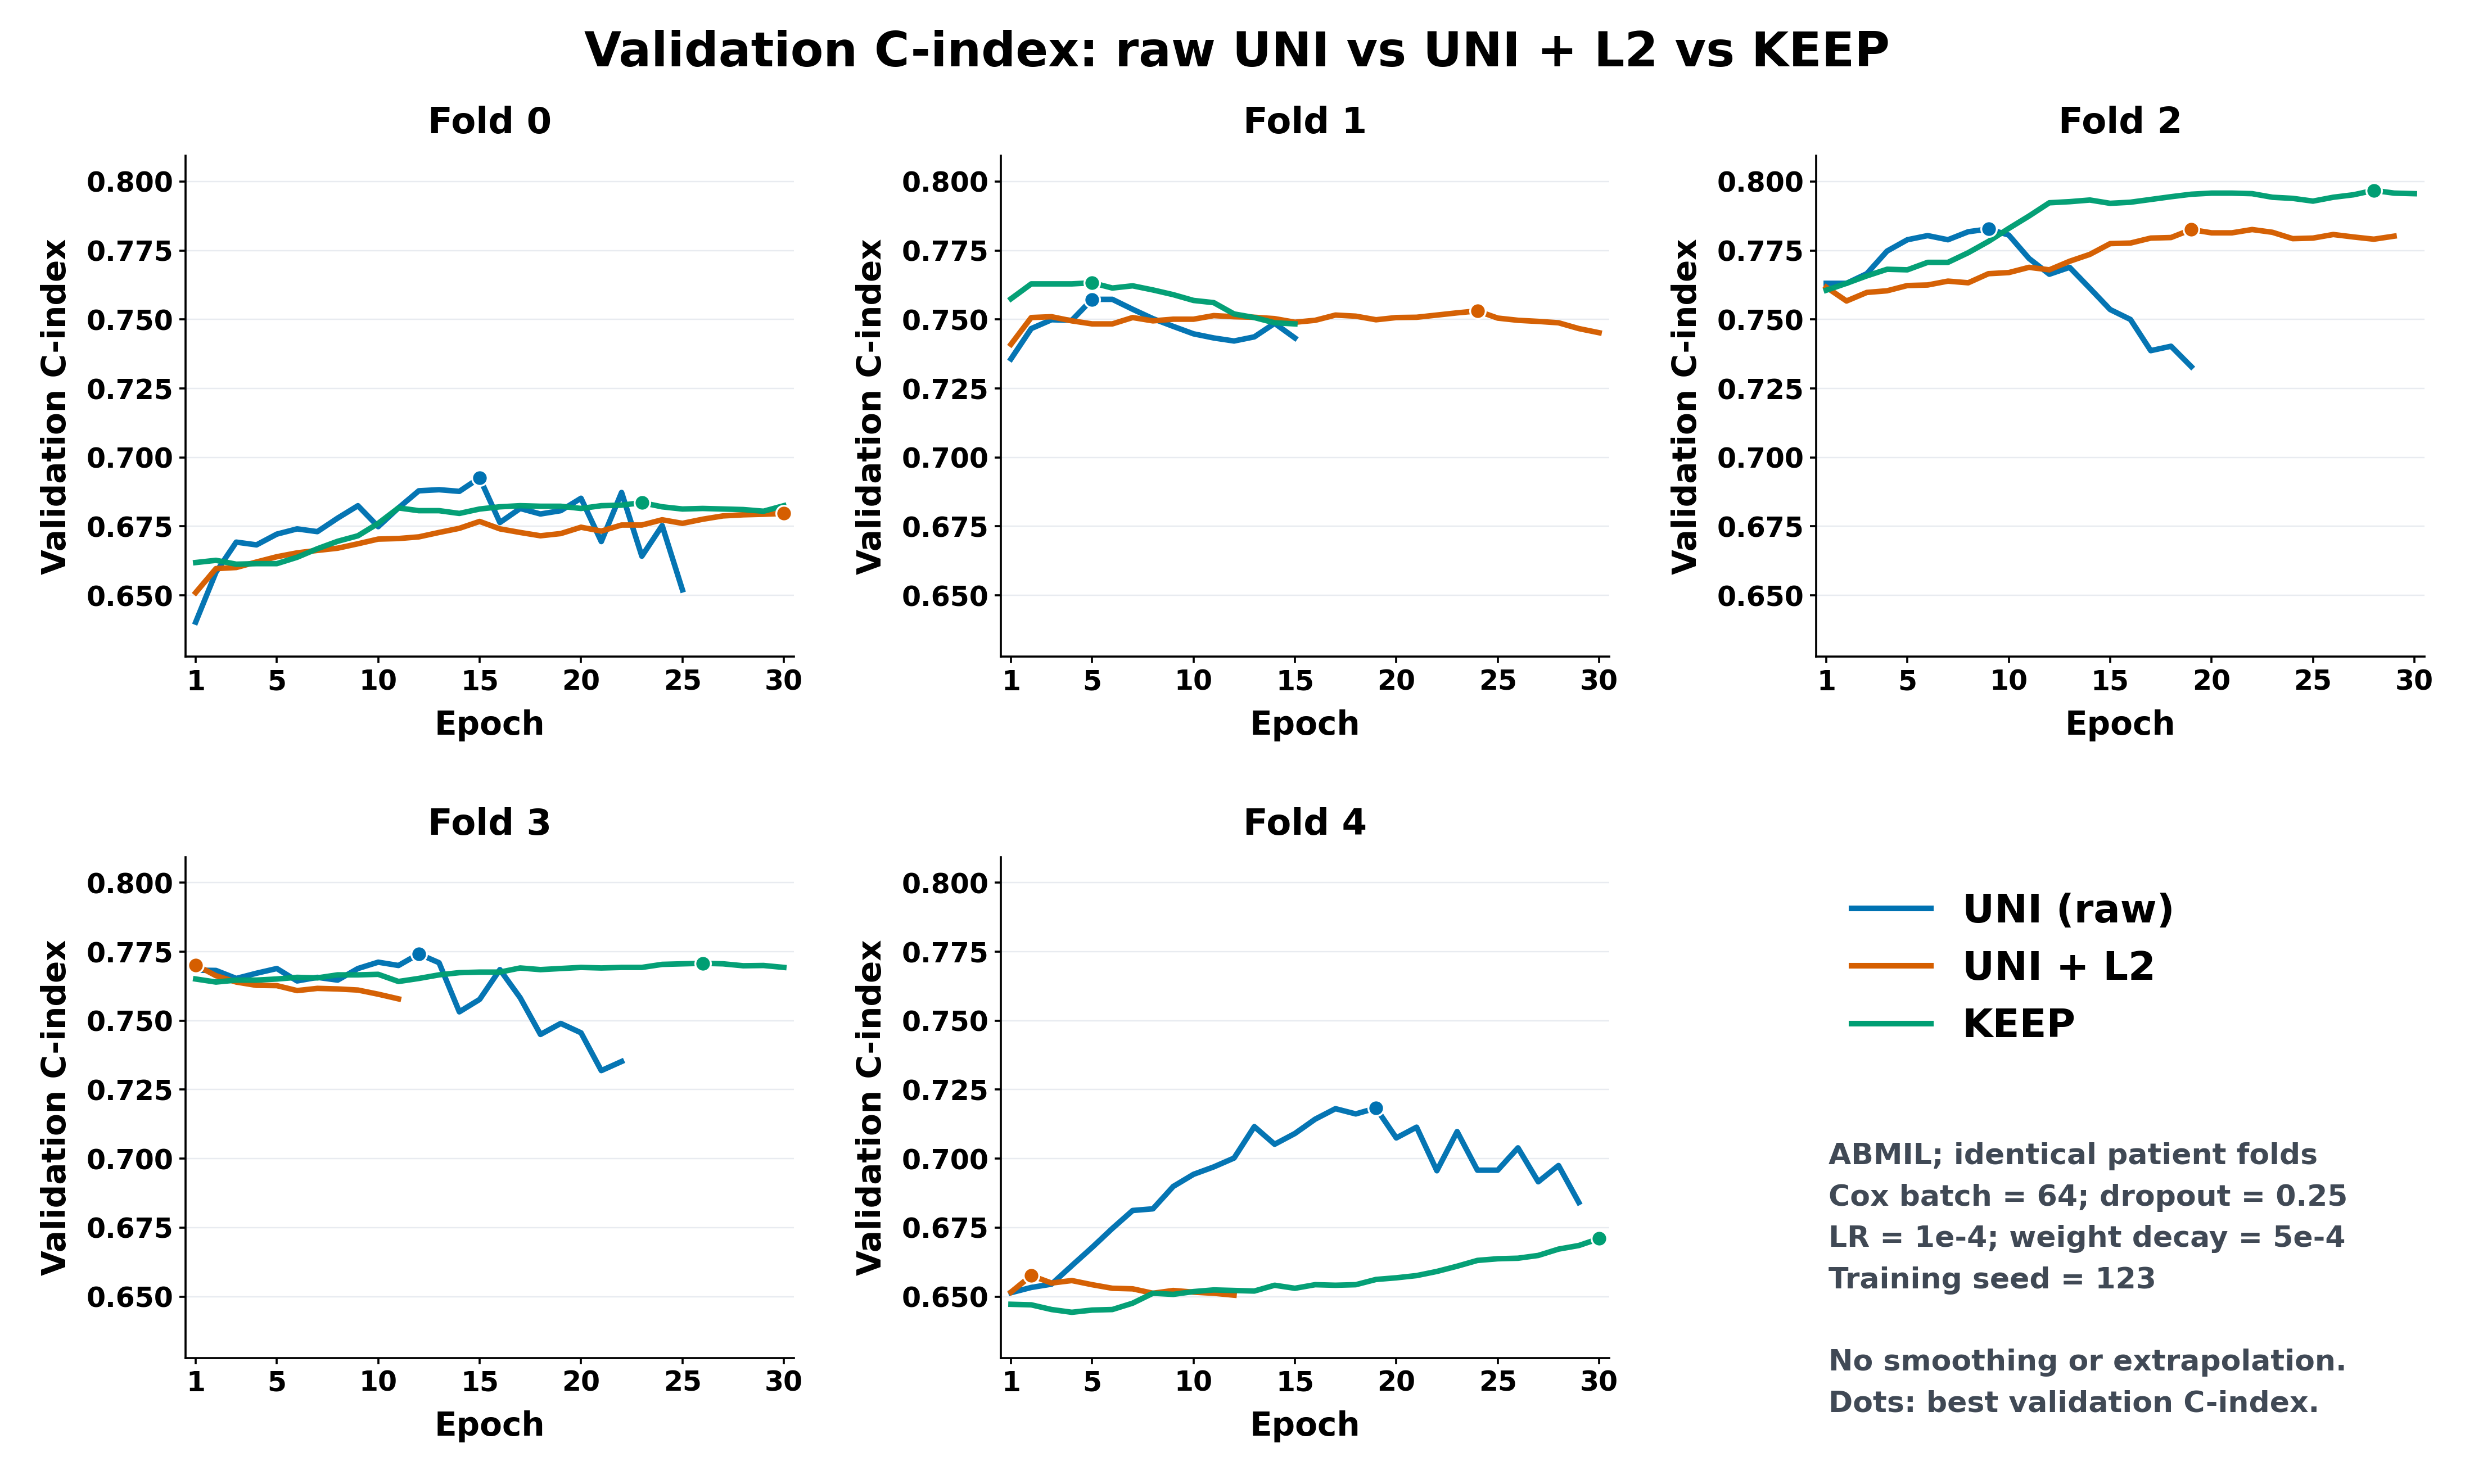 Validation C-index: raw UNI vs UNI + L2 vs KEEP
Fold 0
Validation C-index
0.800
0.775
0.750
0.725
0.700
0.675
0.650
1 5 10 15 20 25 30
Epoch
Fold 1
Validation C-index
0.800
0.775
0.750
0.725
0.700
0.675
0.650
1 5 10 15 20 25 30
Epoch
Fold 2
Validation C-index
0.800
0.775
0.750
0.725
0.700
0.675
0.650
1 5 10 15 20 25 30
Epoch
Fold 3
Validation C-index
0.800
0.775
0.750
0.725
0.700
0.675
0.650
1 5 10 15 20 25 30
Epoch
Fold 4
Validation C-index
0.800
0.775
0.750
0.725
0.700
0.675
0.650
1 5 10 15 20 25 30
Epoch
UNI (raw)
UNI + L2
KEEP
ABMIL; identical patient folds
Cox batch = 64; dropout = 0.25
LR = 1e-4; weight decay = 5e-4
Training seed = 123
No smoothing or extrapolation.
Dots: best validation C-index.